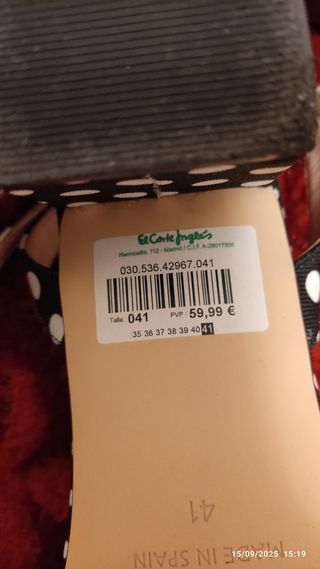 El Corte Inglés
Hermosilla, 112 - Madrid / C.I.F. A-28017895
030.536.42967.041
Talla: 041 PVP: 59,99 €
35 36 37 38 39 40 41
41
MADE IN SPAIN
15/09/2025 15:19